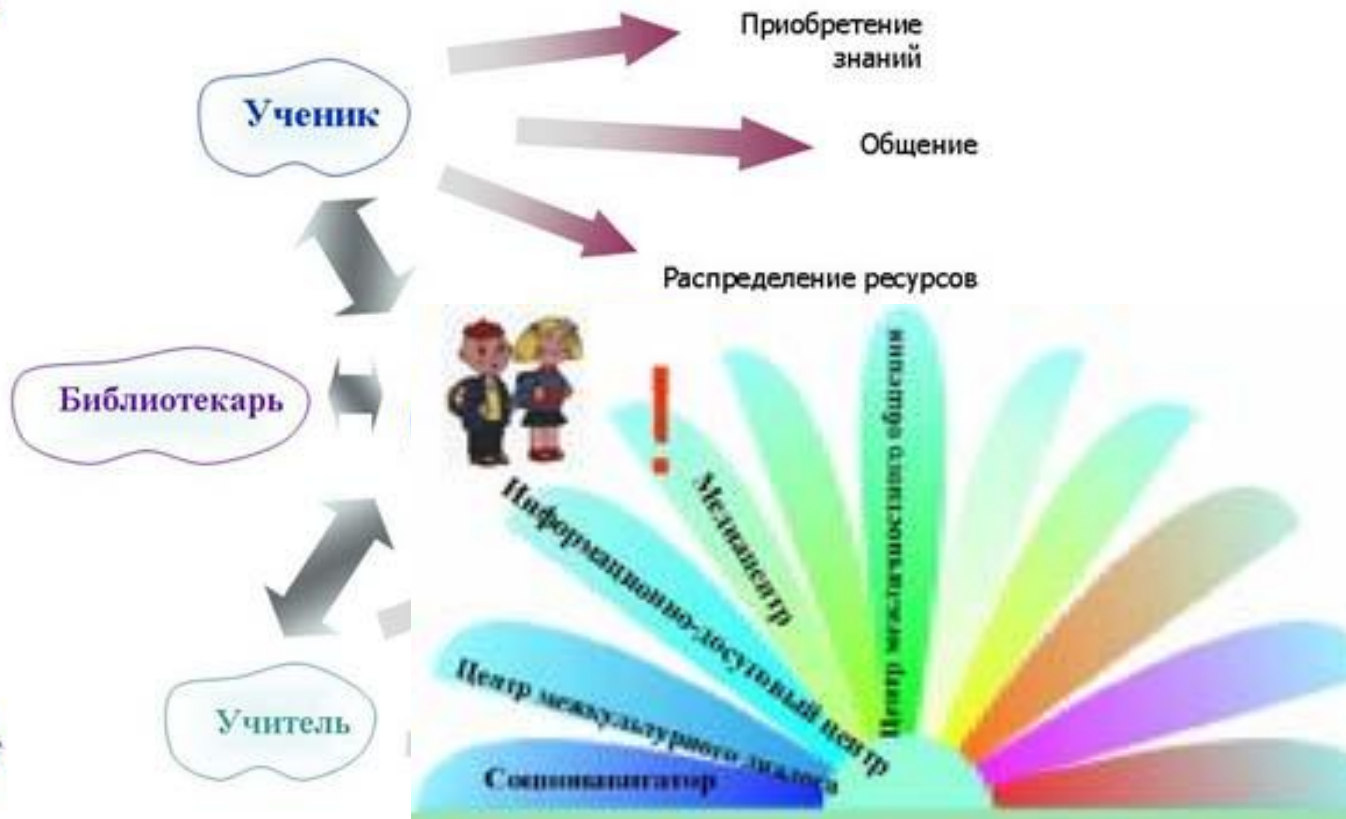 Приобретение
знаний
Ученик
Общение
Распределение ресурсов
Библиотекарь
!
Медиацентр
Центр межличностного общения
Информационно-досуговый центр
Центр межкультурного диалога
Учитель
Соционавигатор